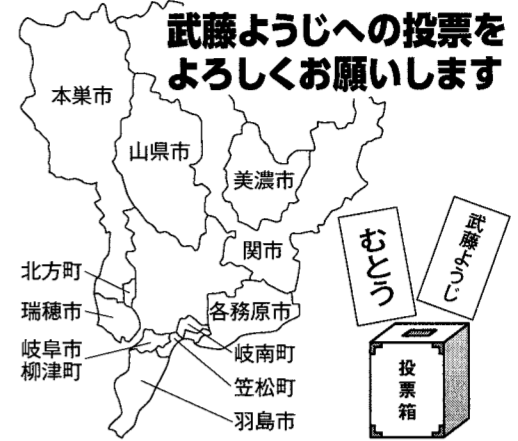 武藤ようじへの投票を
よろしくお願いします
本巣市
山県市
美濃市
関市
北方町
瑞穂市
各務原市
岐阜市
柳津町
岐南町
笠松町
羽島市
むとう
武藤ようじ
投票箱